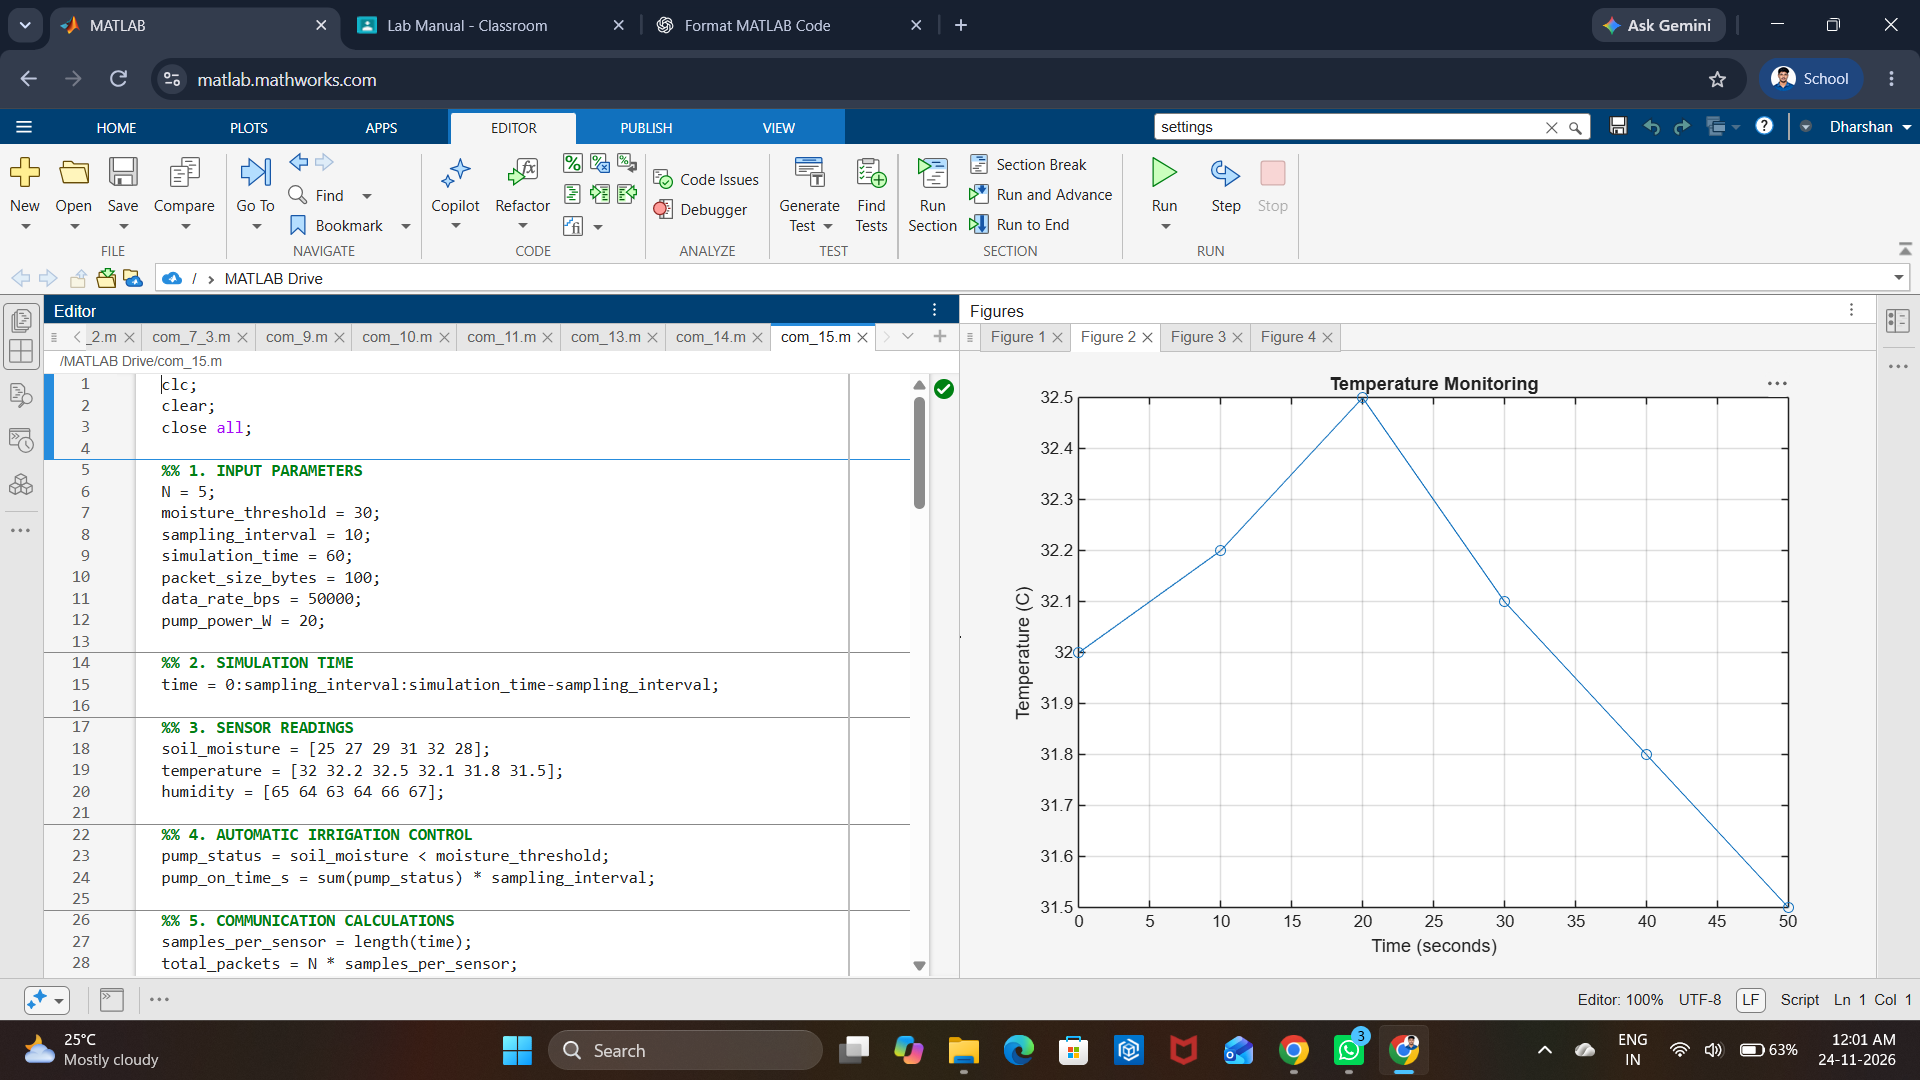 MATLAB
Lab Manual - Classroom
Format MATLAB Code
Ask Gemini
matlab.mathworks.com
School
HOME PLOTS APPS EDITOR PUBLISH VIEW
settings
Dharshan
New Open Save Compare
FILE
Go To
Find
Bookmark
NAVIGATE
Copilot Refactor
CODE
Code Issues
Debugger
ANALYZE
Generate Test
Find Tests
TEST
Run Section
Section Break
Run and Advance
Run to End
SECTION
Run Step Stop
RUN
/ > MATLAB Drive
Editor
_2.m com_7_3.m com_9.m com_10.m com_11.m com_13.m com_14.m com_15.m
/MATLAB Drive/com_15.m
1 clc;
2 clear;
3 close all;
4
5 %% 1. INPUT PARAMETERS
6 N = 5;
7 moisture_threshold = 30;
8 sampling_interval = 10;
9 simulation_time = 60;
10 packet_size_bytes = 100;
11 data_rate_bps = 50000;
12 pump_power_W = 20;
13
14 %% 2. SIMULATION TIME
15 time = 0:sampling_interval:simulation_time-sampling_interval;
16
17 %% 3. SENSOR READINGS
18 soil_moisture = [25 27 29 31 32 28];
19 temperature = [32 32.2 32.5 32.1 31.8 31.5];
20 humidity = [65 64 63 64 66 67];
21
22 %% 4. AUTOMATIC IRRIGATION CONTROL
23 pump_status = soil_moisture < moisture_threshold;
24 pump_on_time_s = sum(pump_status) * sampling_interval;
25
26 %% 5. COMMUNICATION CALCULATIONS
27 samples_per_sensor = length(time);
28 total_packets = N * samples_per_sensor;
Figures
Figure 1 Figure 2 Figure 3 Figure 4
Temperature Monitoring
32.5
32.4
32.3
32.2
32.1
32
31.9
31.8
31.7
31.6
31.5
Temperature (C)
0 5 10 15 20 25 30 35 40 45 50
Time (seconds)
Editor: 100% UTF-8 LF Script Ln 1 Col 1
25°C
Mostly cloudy
Search
3
ENG
IN
63%
12:01 AM
24-11-2026